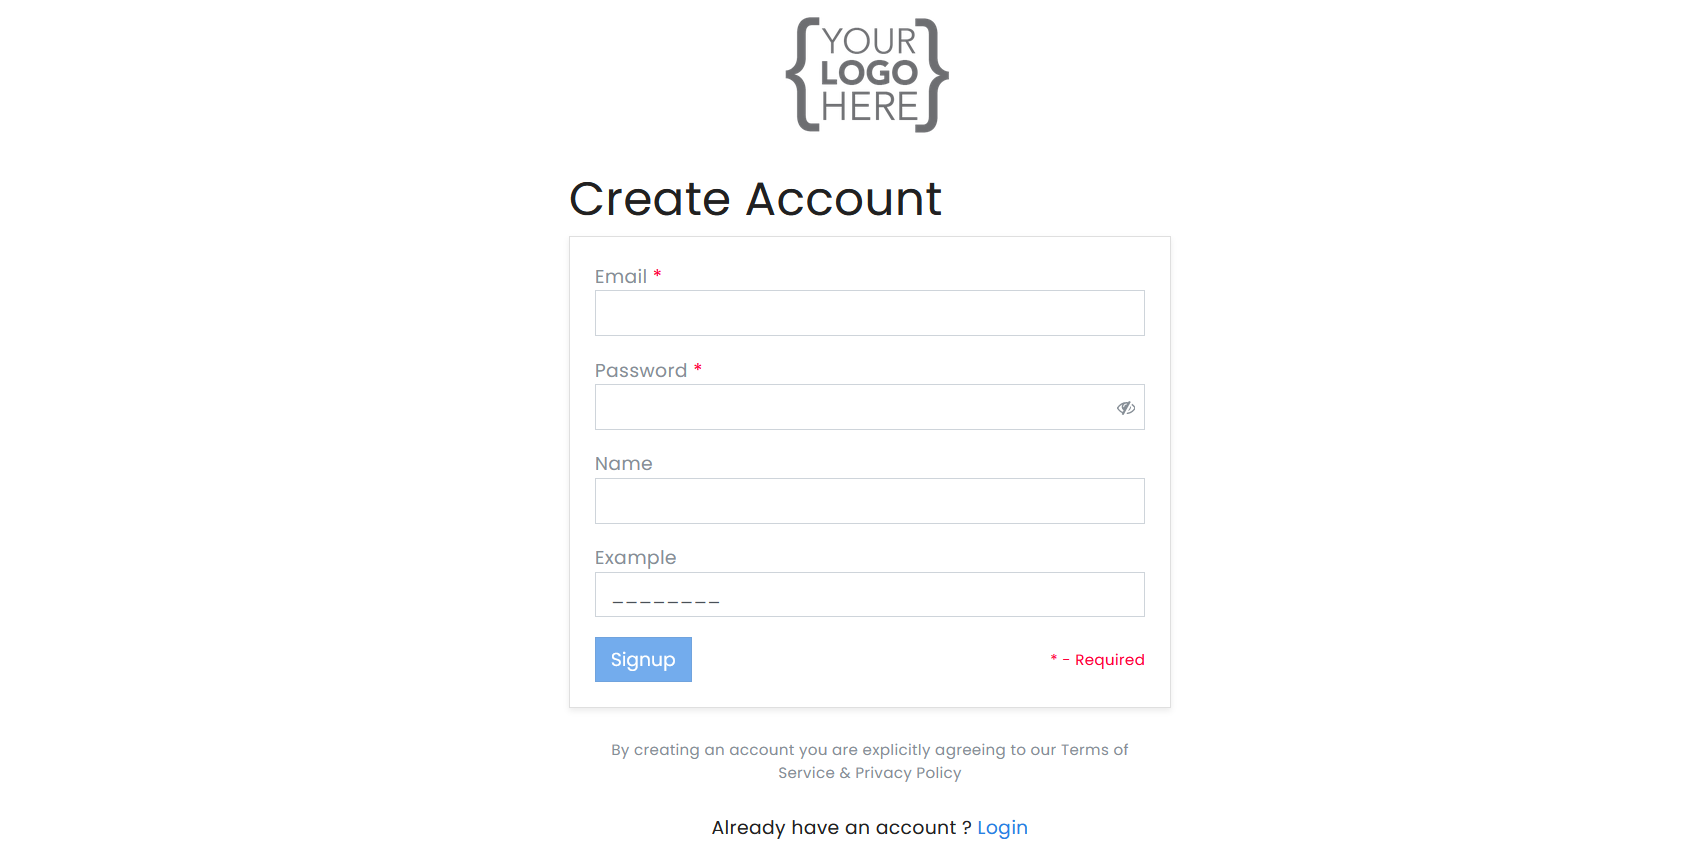 {YOUR
LOGO
HERE}
Create Account
Email *
Password *
Name
Example
________
Signup
* - Required
By creating an account you are explicitly agreeing to our Terms of
Service & Privacy Policy
Already have an account ? Login